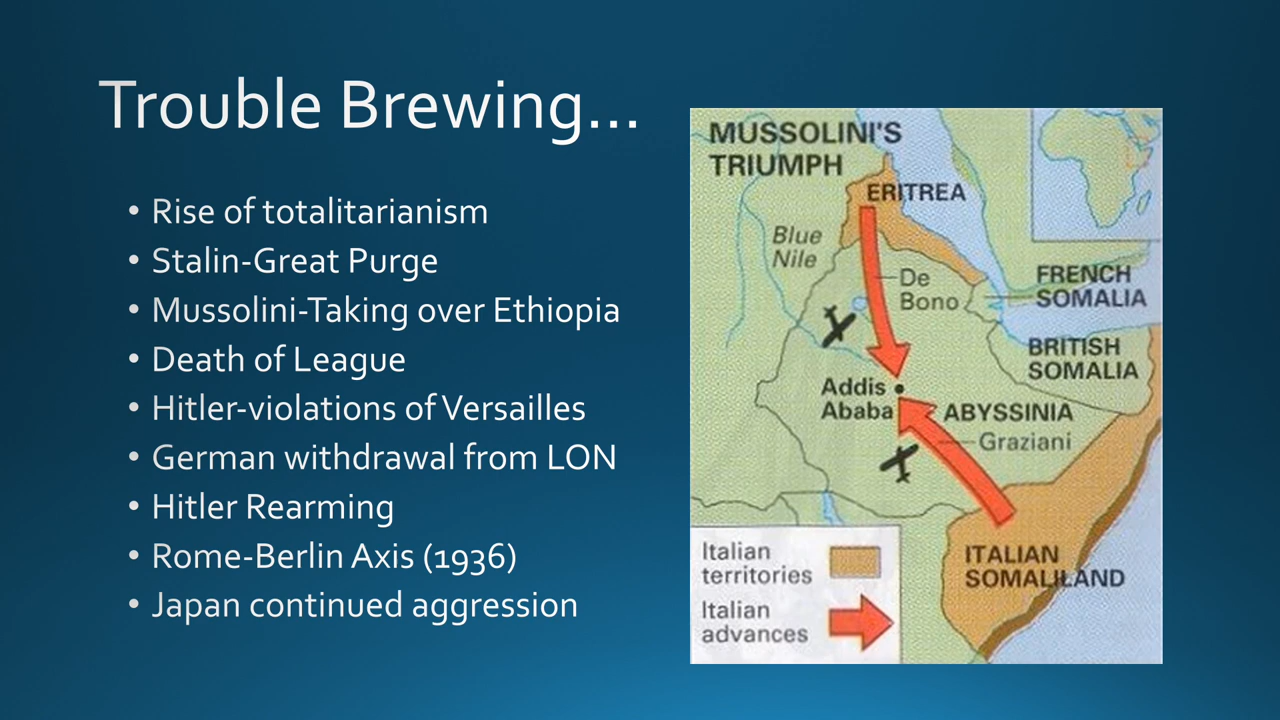 Trouble Brewing...
• Rise of totalitarianism
• Stalin-Great Purge
• Mussolini-Taking over Ethiopia
• Death of League
• Hitler-violations of Versailles
• German withdrawal from LON
• Hitler Rearming
• Rome-Berlin Axis (1936)
• Japan continued aggression
MUSSOLINI'S
TRIUMPH
ERITREA
Blue
Nile
De
Bono
FRENCH
SOMALIA
BRITISH
SOMALIA
Addis
Ababa
ABYSSINIA
Graziani
ITALIAN
SOMALILAND
Italian
territories
Italian
advances